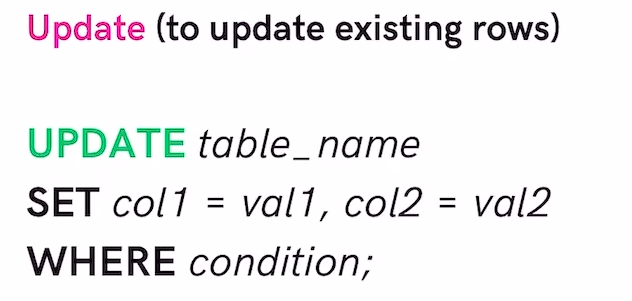 Update (to update existing rows)
UPDATE table_name
SET col1 = val1, col2 = val2
WHERE condition;